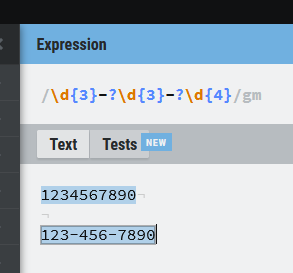 Expression
/\d{3}-?\d{3}-?\d{4}/gm
Text Tests NEW
1234567890¬
¬
123-456-7890